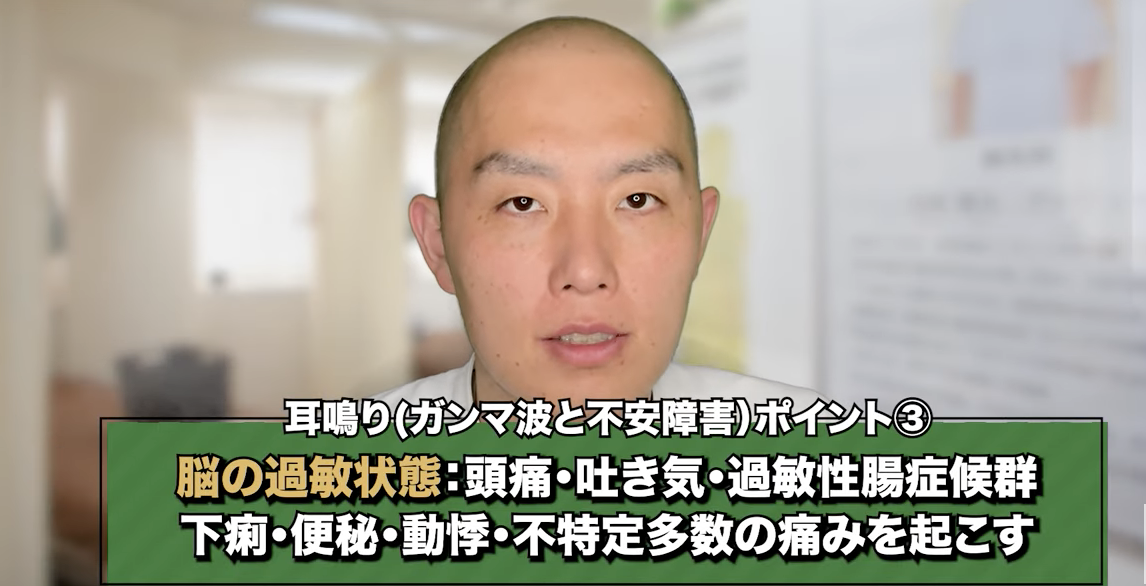 耳鳴り(ガンマ波と不安障害)ポイント③
脳の過敏状態：頭痛・吐き気・過敏性腸症候群
下痢・便秘・動悸・不特定多数の痛みを起こす